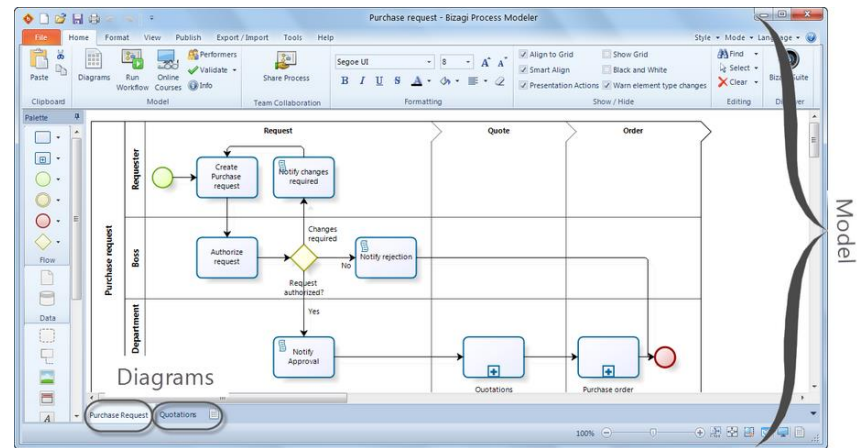 Purchase request - Bizagi Process Modeler
File Home Format View Publish Export / Import Tools Help Style Mode Language
Paste
Diagrams
Run Workflow
Online Courses
Performers
Validate
Info
Share Process
Segoe UI 8
B I U S A
Align to Grid
Smart Align
Presentation Actions
Show Grid
Black and White
Warn element type changes
Find
Select
Clear
Clipboard Model Team Collaboration Formatting Show / Hide Editing
Palette
Flow
Data
Request Quote Order
Purchase request
Requester
Create
Purchase
request
Notify changes
required
Boss
Authorize
request
Changes
required
No
Notify rejection
Request
authorized?
Yes
Department
Notify
Approval
Quotations
Purchase order
Diagrams
Purchase Request Quotations
100%
Model